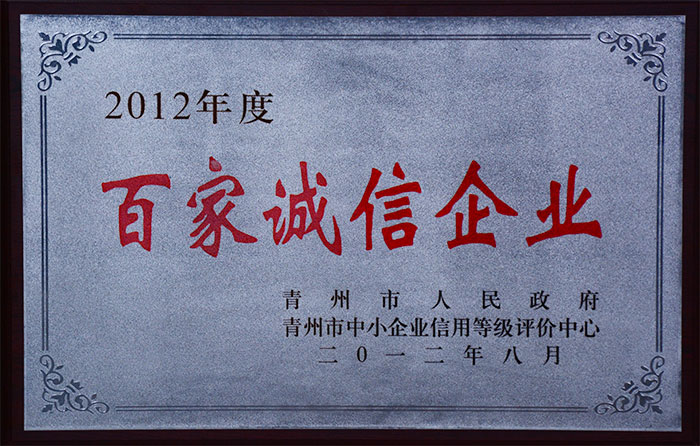 2012年度
百家诚信企业
青州市人民政府
青州市中小企业信用等级评价中心
二〇一二年八月